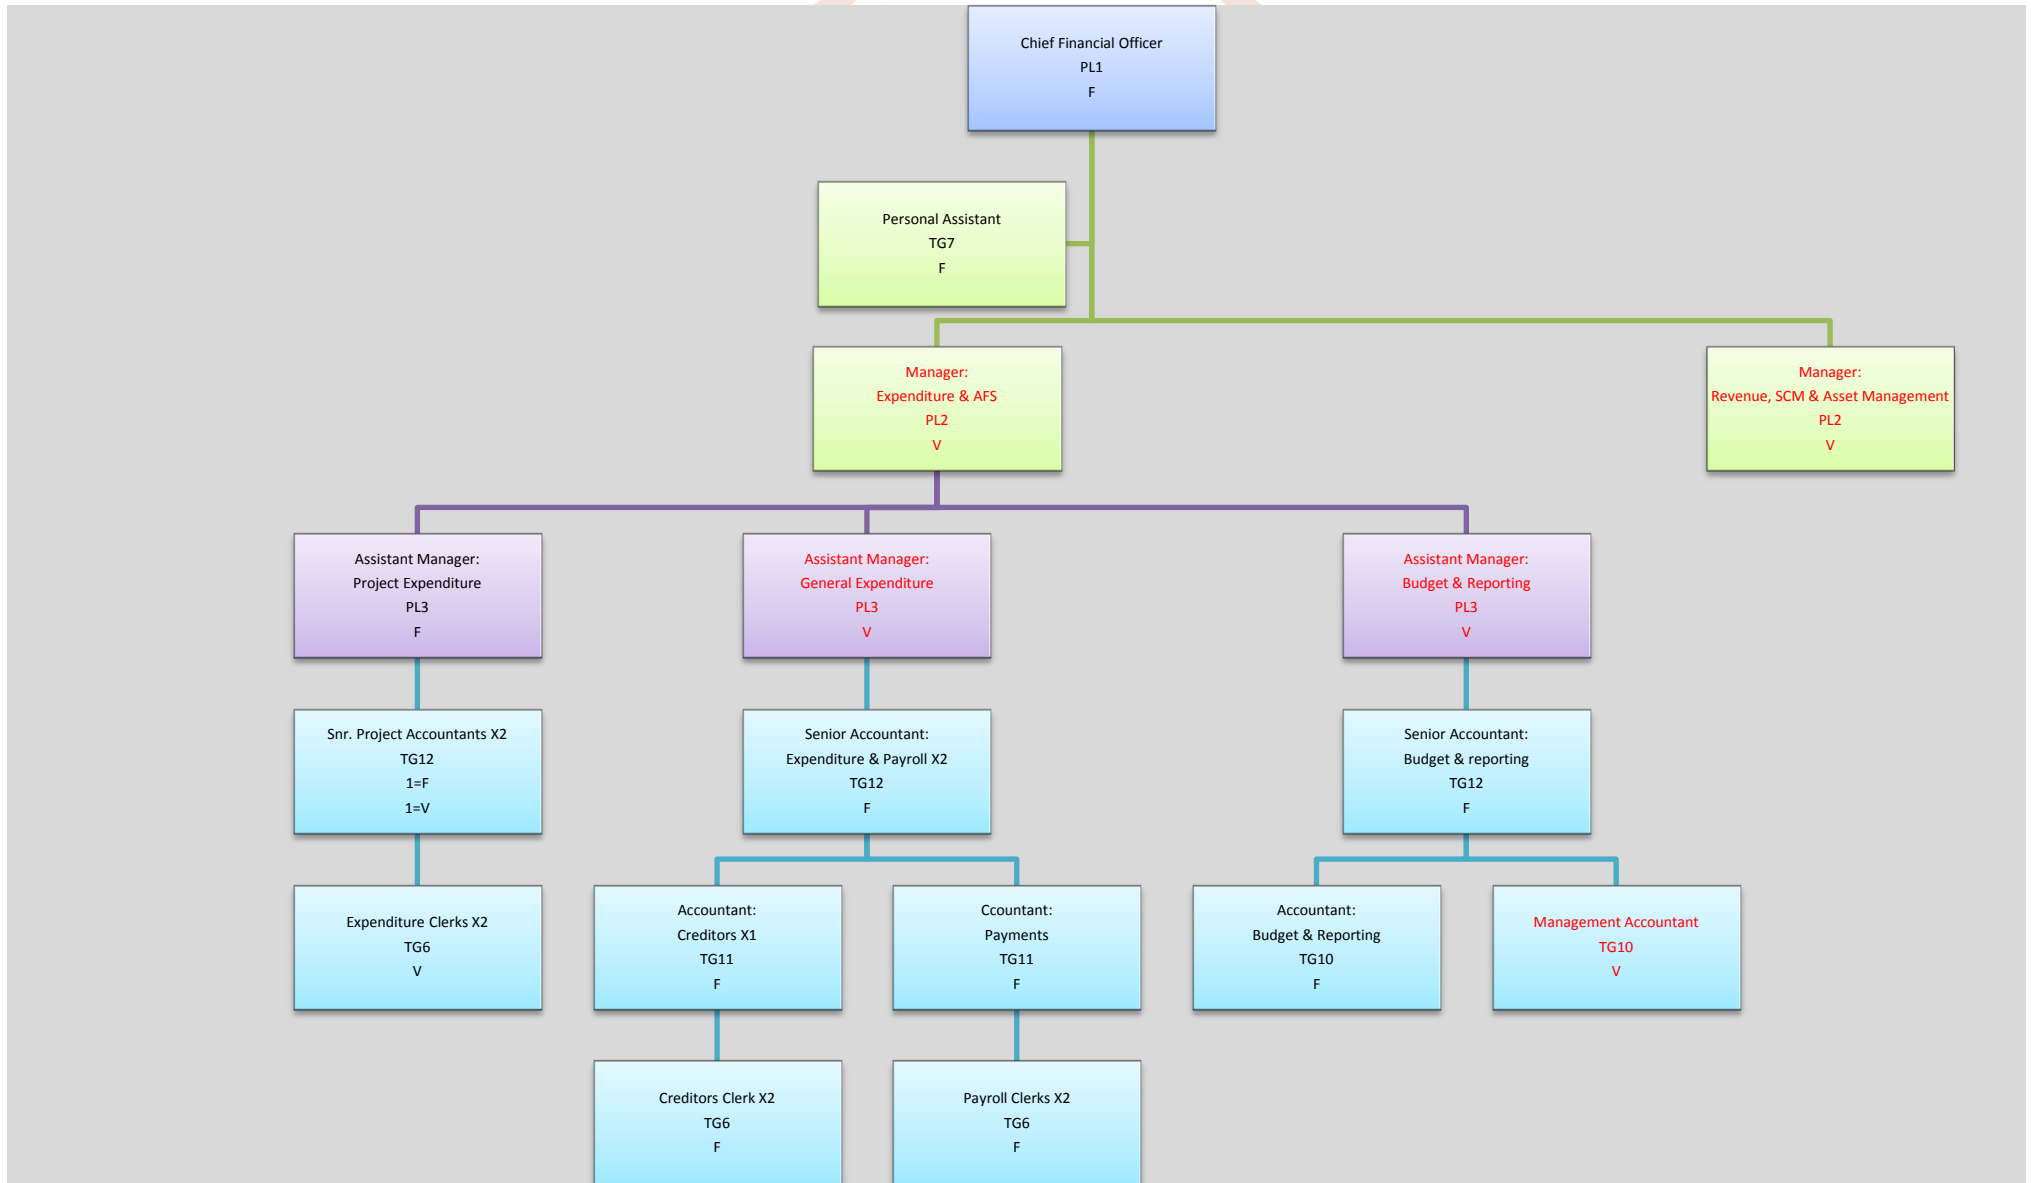 Chief Financial Officer
PL1
F
Personal Assistant
TG7
F
Manager:
Expenditure & AFS
PL2
V
Manager:
Revenue, SCM & Asset Management
PL2
V
Assistant Manager:
Project Expenditure
PL3
F
Assistant Manager:
General Expenditure
PL3
V
Assistant Manager:
Budget & Reporting
PL3
V
Snr. Project Accountants X2
TG12
1=F
1=V
Senior Accountant:
Expenditure & Payroll X2
TG12
F
Senior Accountant:
Budget & reporting
TG12
F
Expenditure Clerks X2
TG6
V
Accountant:
Creditors X1
TG11
F
Ccountant:
Payments
TG11
F
Accountant:
Budget & Reporting
TG10
F
Management Accountant
TG10
V
Creditors Clerk X2
TG6
F
Payroll Clerks X2
TG6
F